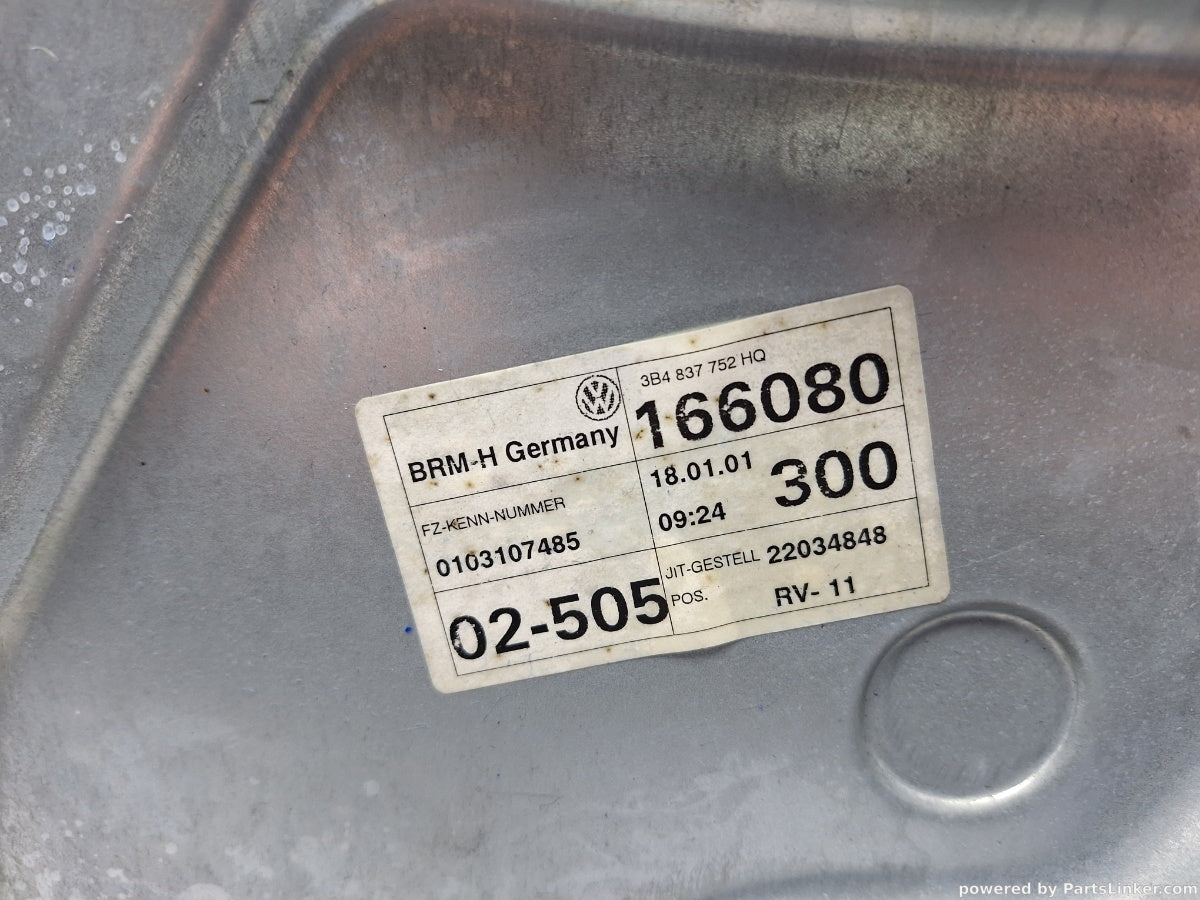 BRM-H Germany
3B4 837 752 HQ
166080
FZ-KENN-NUMMER
0103107485
18.01.01
09:24
300
02-505
JIT-GESTELL 22034848
POS. RV- 11
powered by PartsLinker.com